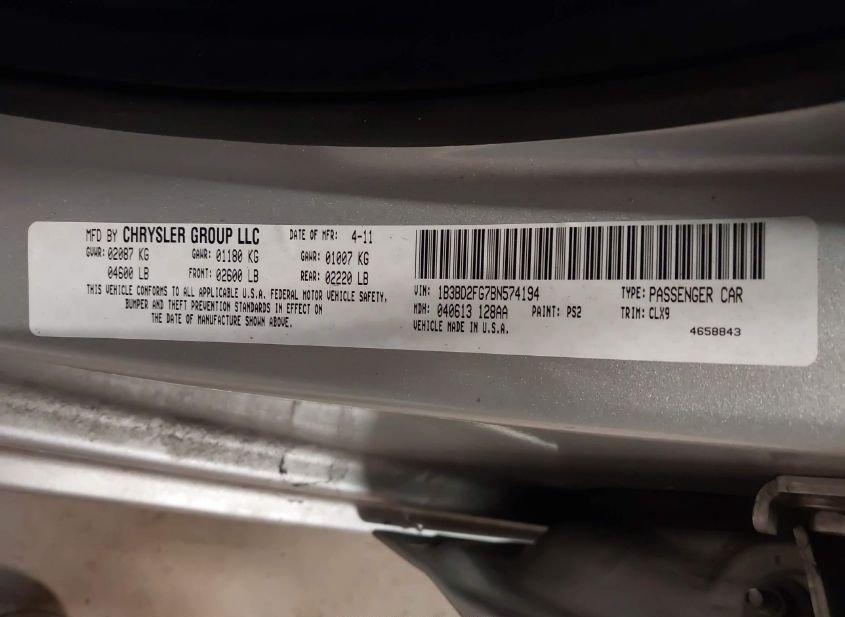 MFD BY CHRYSLER GROUP LLC DATE OF MFR: 4-11
GVWR: 02087 KG GAWR: 01180 KG GAWR: 01007 KG
04600 LB FRONT: 02600 LB REAR: 02220 LB
THIS VEHICLE CONFORMS TO ALL APPLICABLE U.S.A. FEDERAL MOTOR VEHICLE SAFETY,
BUMPER AND THEFT PREVENTION STANDARDS IN EFFECT ON
THE DATE OF MANUFACTURE SHOWN ABOVE.
VIN: 1B3BD2FG7BN574194 TYPE: PASSENGER CAR
MDH: 040613 128AA PAINT: PS2 TRIM: CLX9
VEHICLE MADE IN U.S.A.
4658843